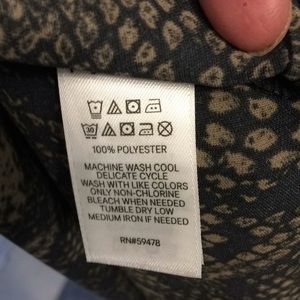 30
100% POLYESTER
MACHINE WASH COOL
DELICATE CYCLE
WASH WITH LIKE COLORS
ONLY NON-CHLORINE
BLEACH WHEN NEEDED
TUMBLE DRY LOW
MEDIUM IRON IF NEEDED
RN#59478